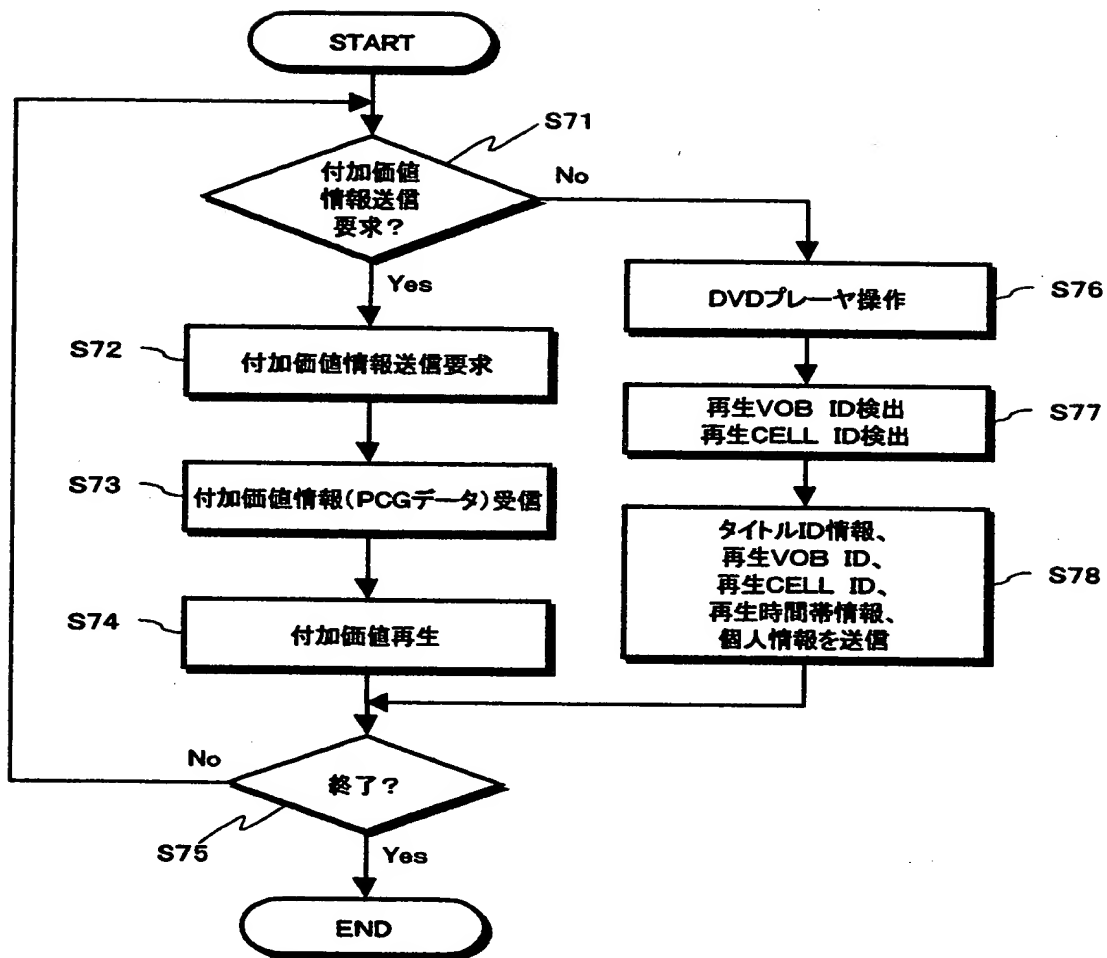 START
S71
付加価値
情報送信
要求?
No
Yes
S76
DVDプレーヤ操作
S72
付加価値情報送信要求
S77
再生VOB ID検出
再生CELL ID検出
S73
付加価値情報(PCGデータ)受信
S78
タイトルID情報、
再生VOB ID、
再生CELL ID、
再生時間帯情報、
個人情報を送信
S74
付加価値再生
No
終了?
S75
Yes
END